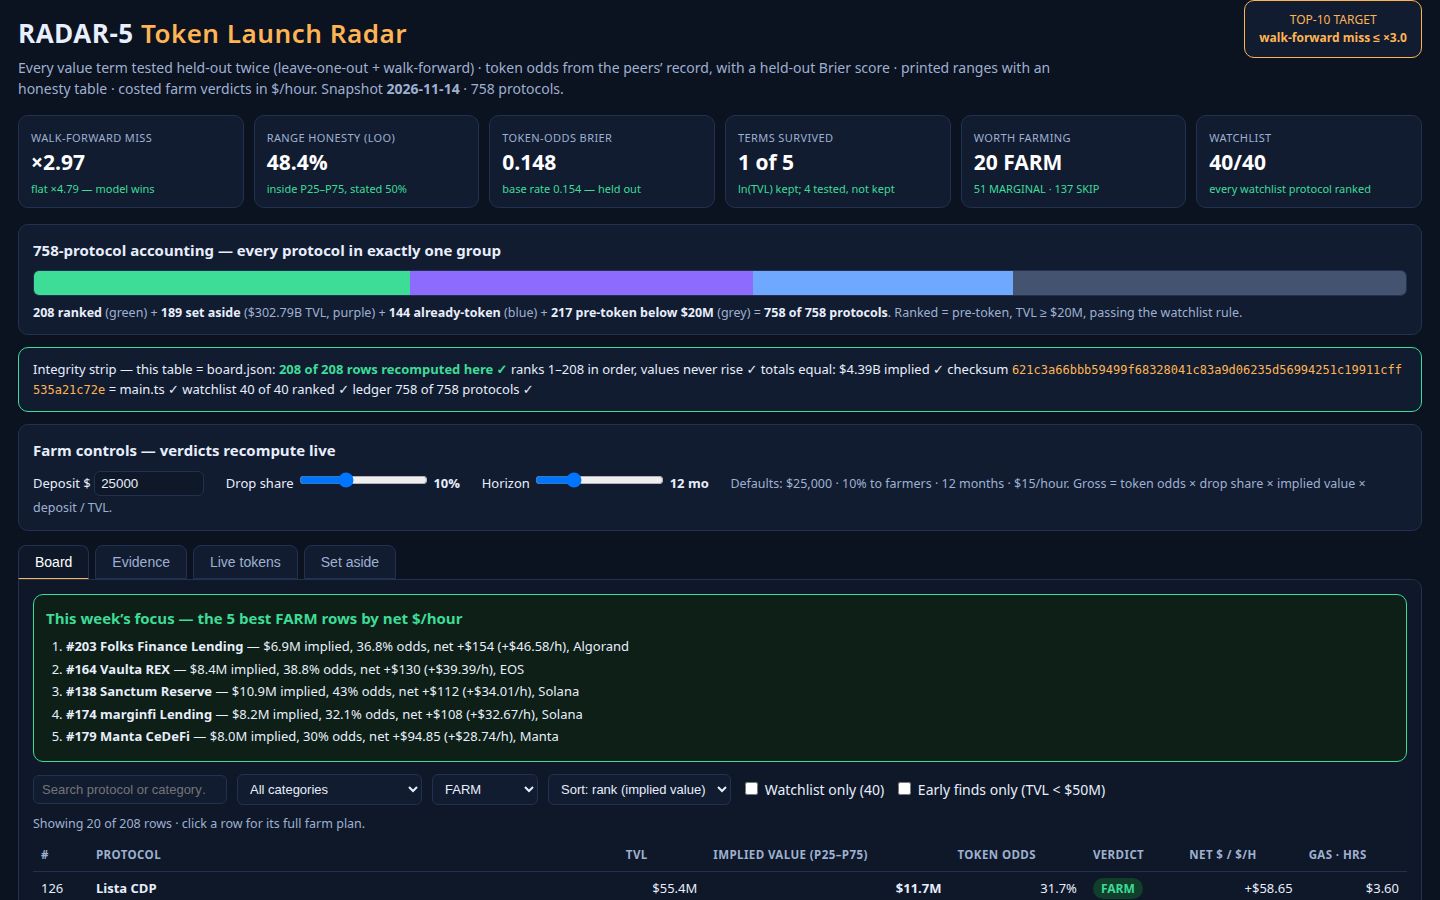 RADAR-5 Token Launch Radar
TOP-10 TARGET
walk-forward miss ≤ ×3.0
Every value term tested held-out twice (leave-one-out + walk-forward) · token odds from the peers’ record, with a held-out Brier score · printed ranges with an
honesty table · costed farm verdicts in $/hour. Snapshot 2026-11-14 · 758 protocols.
WALK-FORWARD MISS
×2.97
flat ×4.79 — model wins
RANGE HONESTY (LOO)
48.4%
inside P25–P75, stated 50%
TOKEN-ODDS BRIER
0.148
base rate 0.154 — held out
TERMS SURVIVED
1 of 5
ln(TVL) kept; 4 tested, not kept
WORTH FARMING
20 FARM
51 MARGINAL · 137 SKIP
WATCHLIST
40/40
every watchlist protocol ranked
758-protocol accounting — every protocol in exactly one group
208 ranked (green) + 189 set aside ($302.79B TVL, purple) + 144 already-token (blue) + 217 pre-token below $20M (grey) = 758 of 758 protocols. Ranked = pre-token, TVL ≥ $20M, passing the watchlist rule.
Integrity strip — this table = board.json: 208 of 208 rows recomputed here ✓ ranks 1–208 in order, values never rise ✓ totals equal: $4.39B implied ✓ checksum 621c3a66bbb59499f68328041c83a9d06235d56994251c19911cff
535a21c72e = main.ts ✓ watchlist 40 of 40 ranked ✓ ledger 758 of 758 protocols ✓
Farm controls — verdicts recompute live
Deposit $ 25000 Drop share 10% Horizon 12 mo Defaults: $25,000 · 10% to farmers · 12 months · $15/hour. Gross = token odds × drop share × implied value ×
deposit / TVL.
Board Evidence Live tokens Set aside
This week’s focus — the 5 best FARM rows by net $/hour
1. #203 Folks Finance Lending — $6.9M implied, 36.8% odds, net +$154 (+$46.58/h), Algorand
2. #164 Vaulta REX — $8.4M implied, 38.8% odds, net +$130 (+$39.39/h), EOS
3. #138 Sanctum Reserve — $10.9M implied, 43% odds, net +$112 (+$34.01/h), Solana
4. #174 marginfi Lending — $8.2M implied, 32.1% odds, net +$108 (+$32.67/h), Solana
5. #179 Manta CeDeFi — $8.0M implied, 30% odds, net +$94.85 (+$28.74/h), Manta
Search protocol or category. All categories FARM Sort: rank (implied value) Watchlist only (40) Early finds only (TVL < $50M)
Showing 20 of 208 rows · click a row for its full farm plan.
# PROTOCOL TVL IMPLIED VALUE (P25–P75) TOKEN ODDS VERDICT NET $ / $/H GAS · HRS
126 Lista CDP $55.4M $11.7M 31.7% FARM +$58.65 $3.60